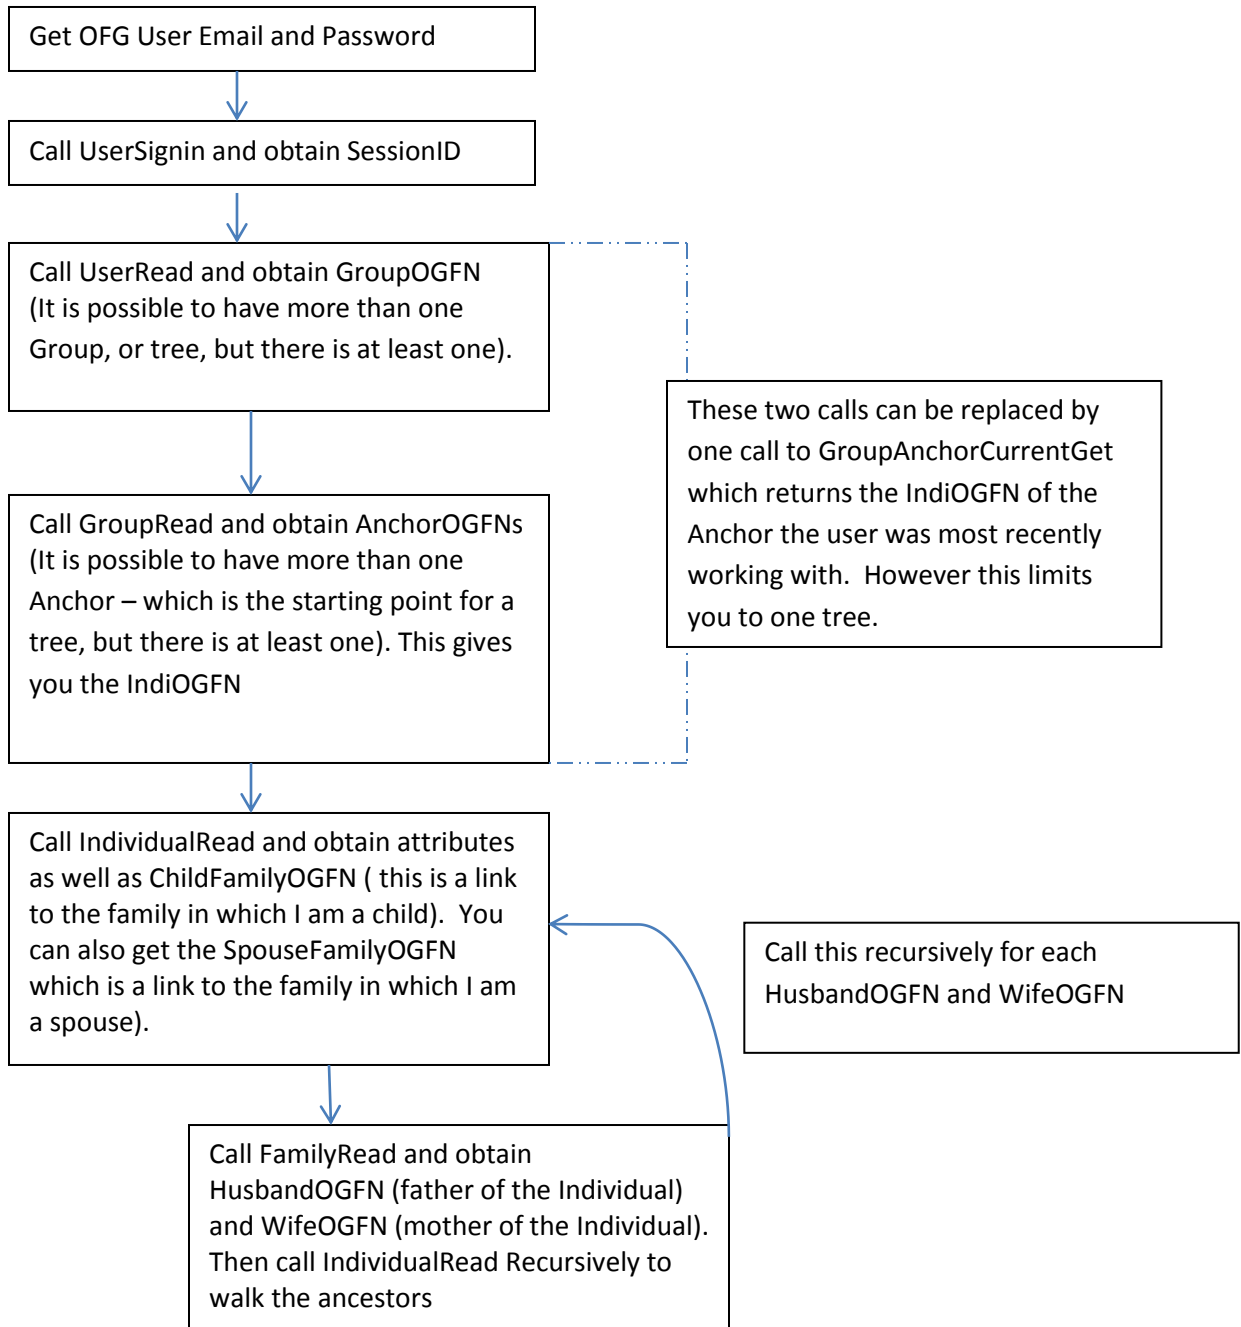 Get OFG User Email and Password
Call UserSignin and obtain SessionID
Call UserRead and obtain GroupOGFN
(It is possible to have more than one
Group, or tree, but there is at least one).
These two calls can be replaced by
one call to GroupAnchorCurrentGet
which returns the IndiOGFN of the
Anchor the user was most recently
working with.  However this limits
you to one tree.
Call GroupRead and obtain AnchorOGFNs
(It is possible to have more than one
Anchor – which is the starting point for a
tree, but there is at least one). This gives
you the IndiOGFN
Call IndividualRead and obtain attributes
as well as ChildFamilyOGFN ( this is a link
to the family in which I am a child).  You
can also get the SpouseFamilyOGFN
which is a link to the family in which I am
a spouse).
Call this recursively for each
HusbandOGFN and WifeOGFN
Call FamilyRead and obtain
HusbandOGFN (father of the Individual)
and WifeOGFN (mother of the Individual).
Then call IndividualRead Recursively to
walk the ancestors